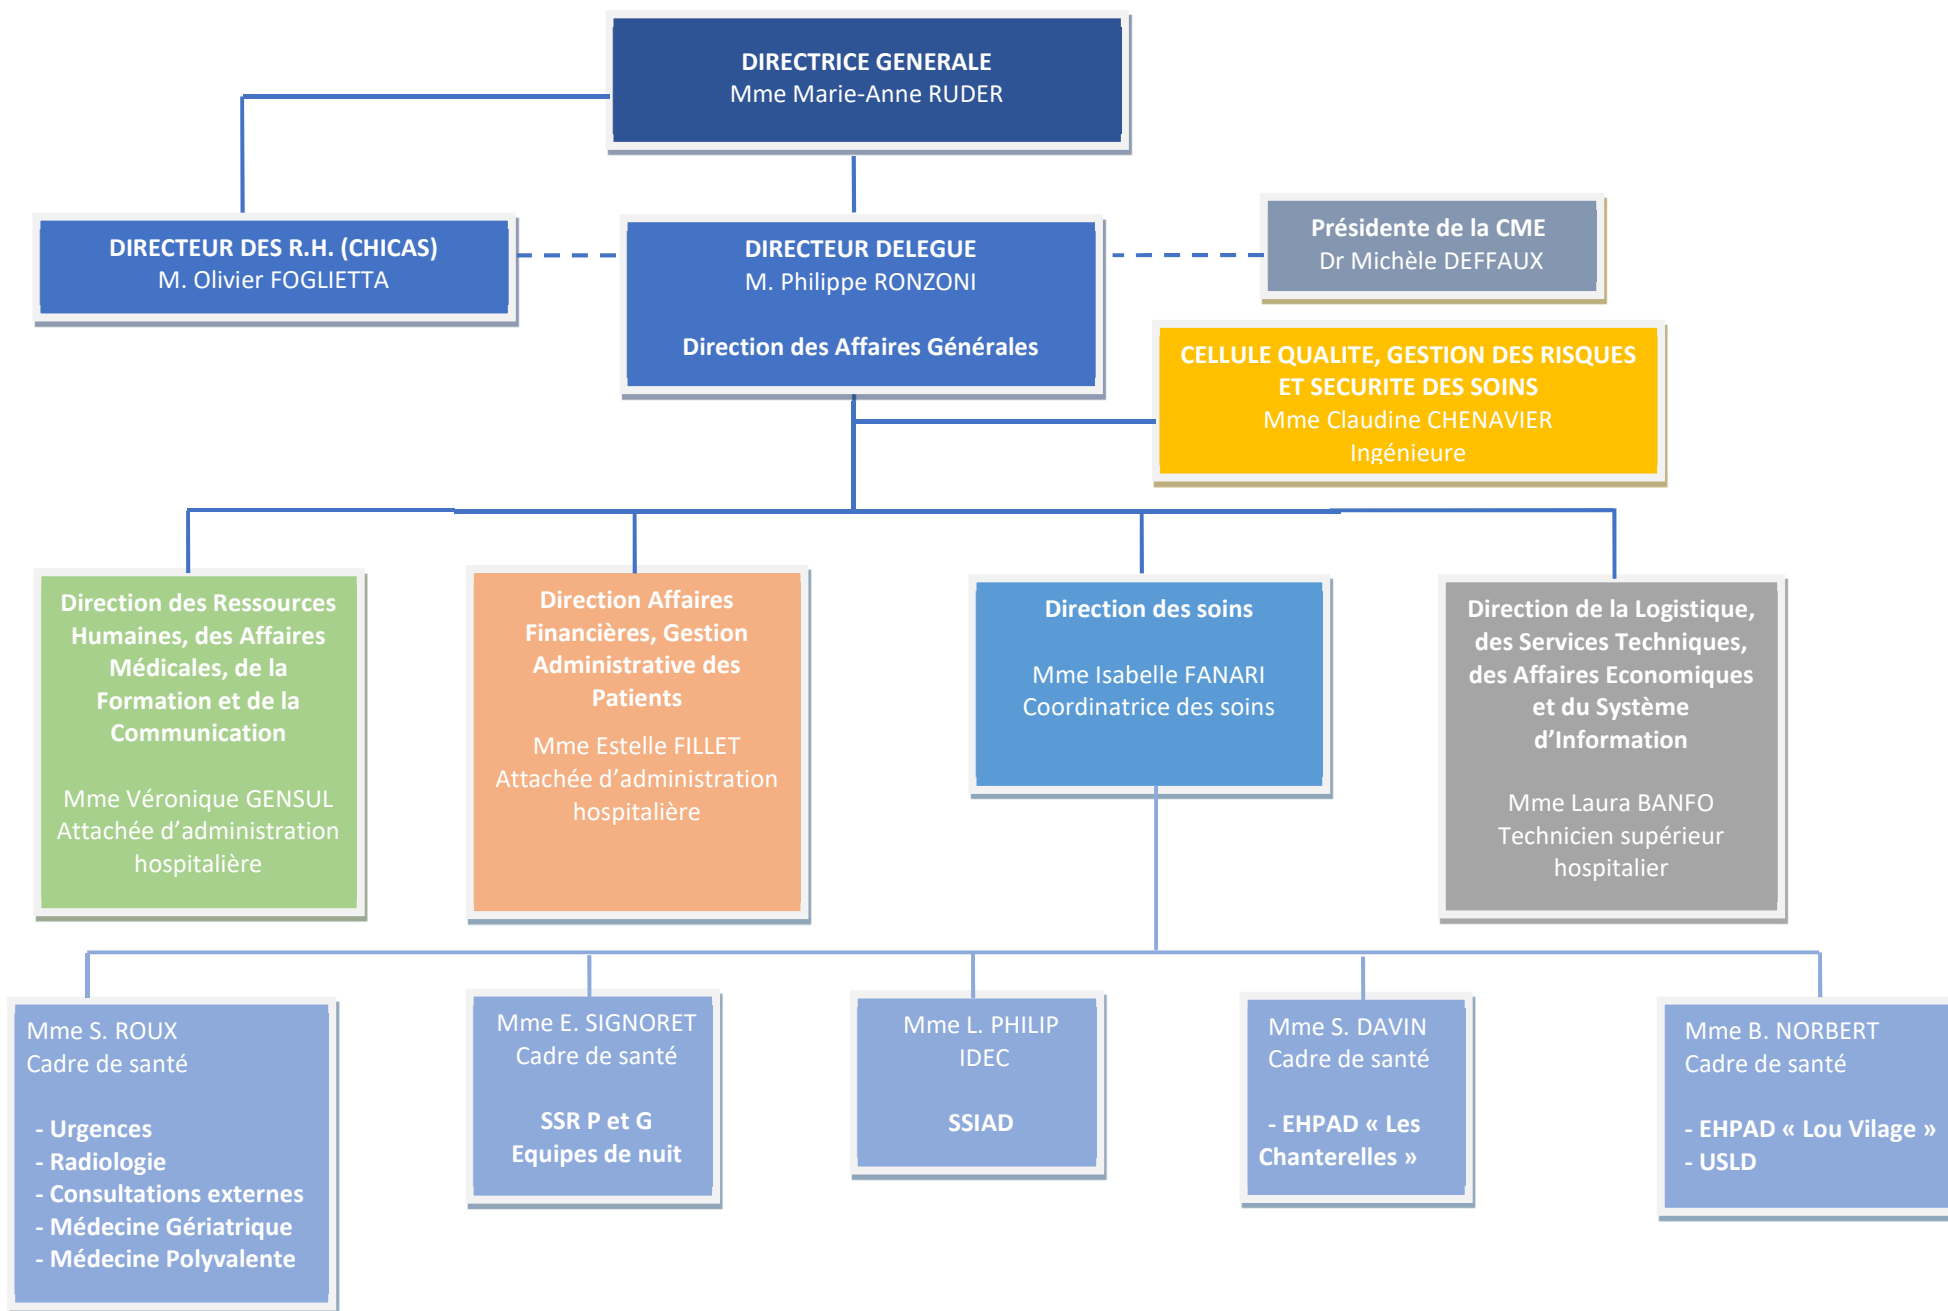 DIRECTRICE GENERALE
Mme Marie-Anne RUDER
DIRECTEUR DES R.H. (CHICAS)
M. Olivier FOGLIETTA
DIRECTEUR DELEGUE
M. Philippe RONZONI
Direction des Affaires Générales
Présidente de la CME
Dr Michèle DEFFAUX
CELLULE QUALITE, GESTION DES RISQUES
ET SECURITE DES SOINS
Mme Claudine CHENAVIER
Ingénieure
Direction des Ressources
Humaines, des Affaires
Médicales, de la
Formation et de la
Communication
Mme Véronique GENSUL
Attachée d’administration
hospitalière
Direction Affaires
Financières, Gestion
Administrative des
Patients
Mme Estelle FILLET
Attachée d’administration
hospitalière
Direction des soins
Mme Isabelle FANARI
Coordinatrice des soins
Direction de la Logistique,
des Services Techniques,
des Affaires Economiques
et du Système
d’Information
Mme Laura BANFO
Technicien supérieur
hospitalier
Mme S. ROUX
Cadre de santé
- Urgences
- Radiologie
- Consultations externes
- Médecine Gériatrique
- Médecine Polyvalente
Mme E. SIGNORET
Cadre de santé
SSR P et G
Equipes de nuit
Mme L. PHILIP
IDEC
SSIAD
Mme S. DAVIN
Cadre de santé
- EHPAD « Les
Chanterelles »
Mme B. NORBERT
Cadre de santé
- EHPAD « Lou Vilage »
- USLD